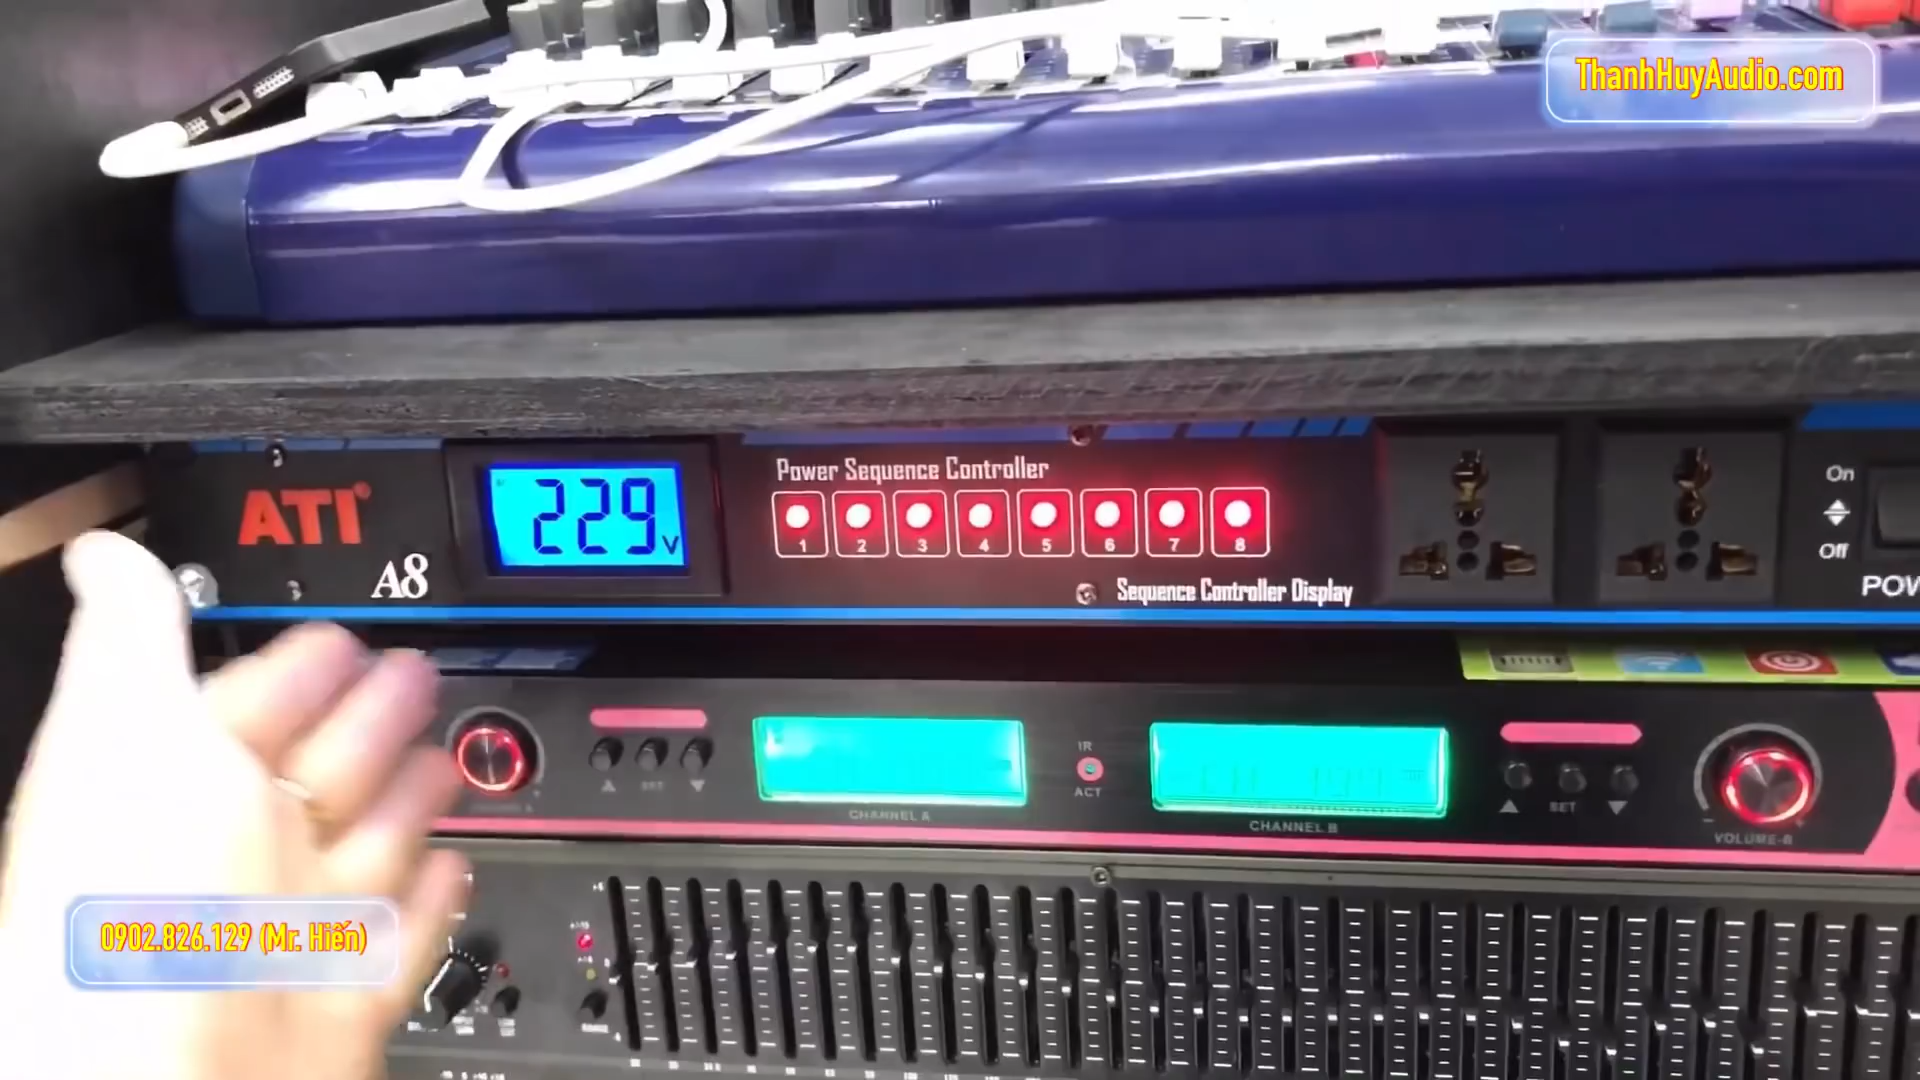 ThanhHuyAudio.com
ATI®
A8
229V
Power Sequence Controller
1 2 3 4 5 6 7 8
Sequence Controller Display
On
Off
POW
SET
CHANNEL A
IR
ACT
CHANNEL B
SET
VOLUME-B
0902.826.129 (Mr. Hiến)